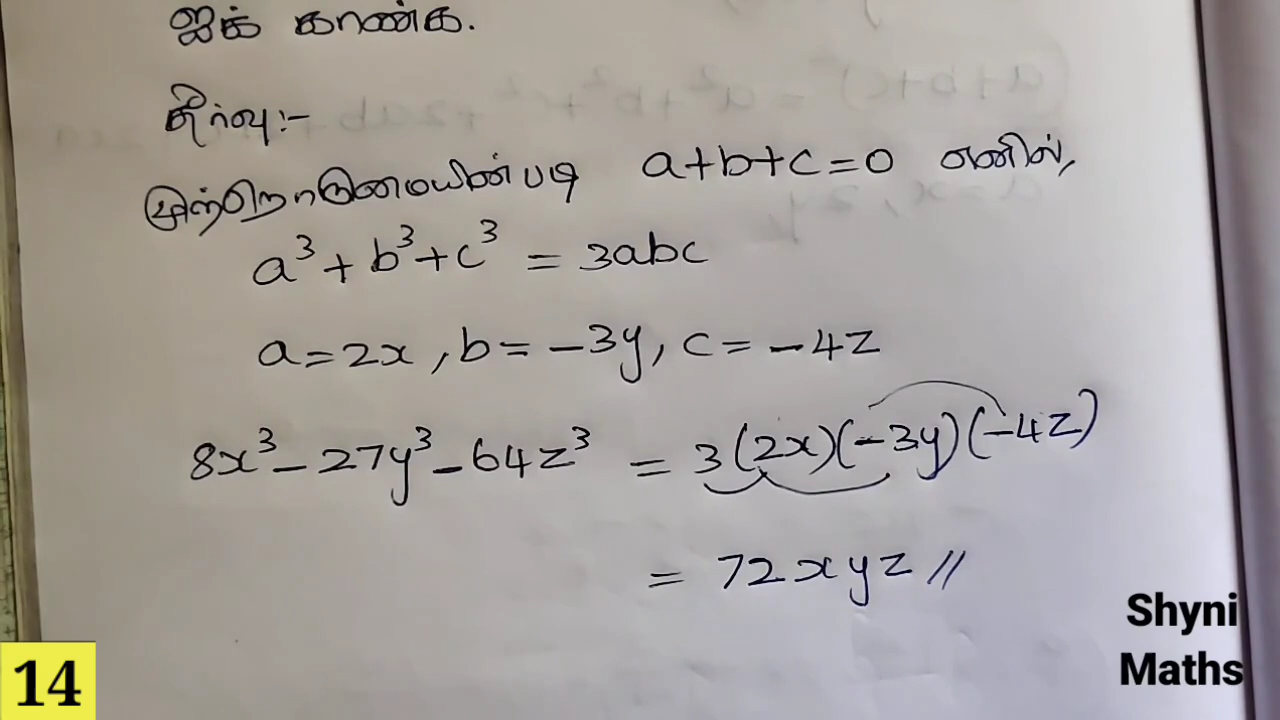 ஐக் காண்க.
தீர்வு:-
முற்றொருமையின் படி a+b+c=0 எனில்,
a³+b³+c³ = 3abc
a=2x, b=-3y, c=-4z
8x³-27y³-64z³ = 3(2x)(-3y)(-4z)
= 72xyz //
Shyni
Maths
14